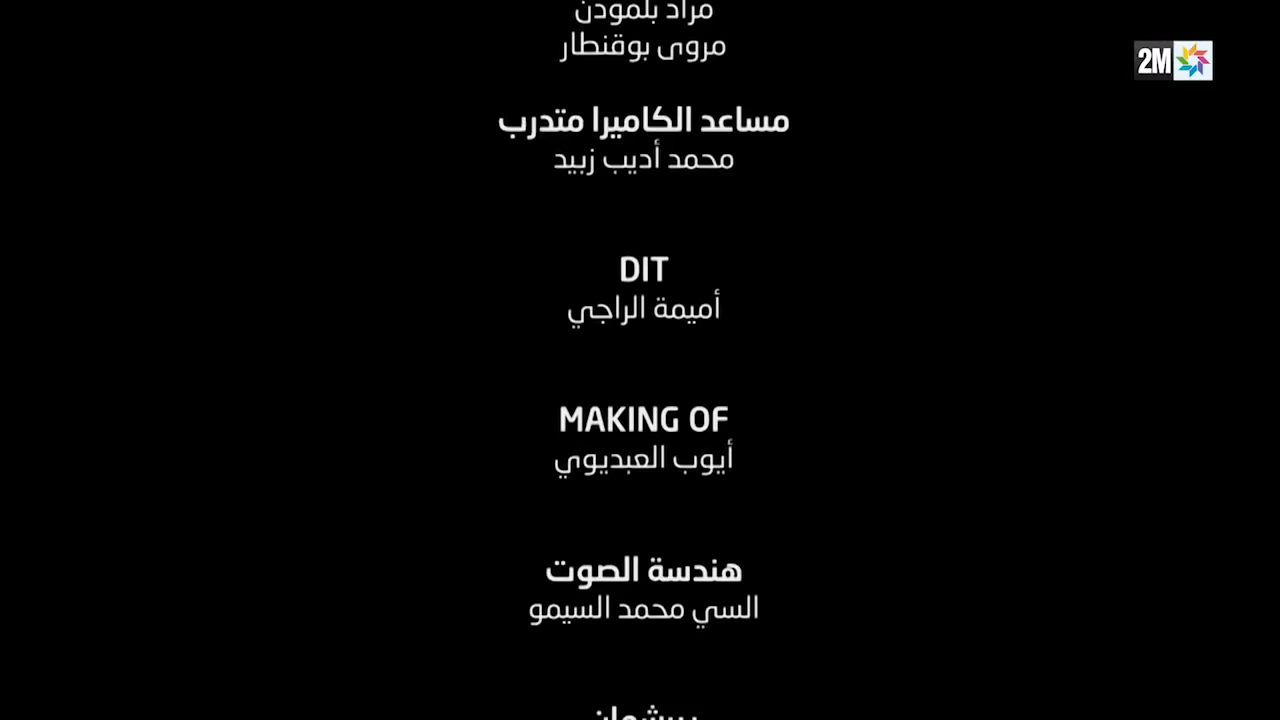 مراد بلمودن
مروى بوقنطار
2M
مساعد الكاميرا متدرب
محمد أديب زبيد
DIT
أميمة الراجي
MAKING OF
أيوب العبديوي
هندسة الصوت
السي محمد السيمو